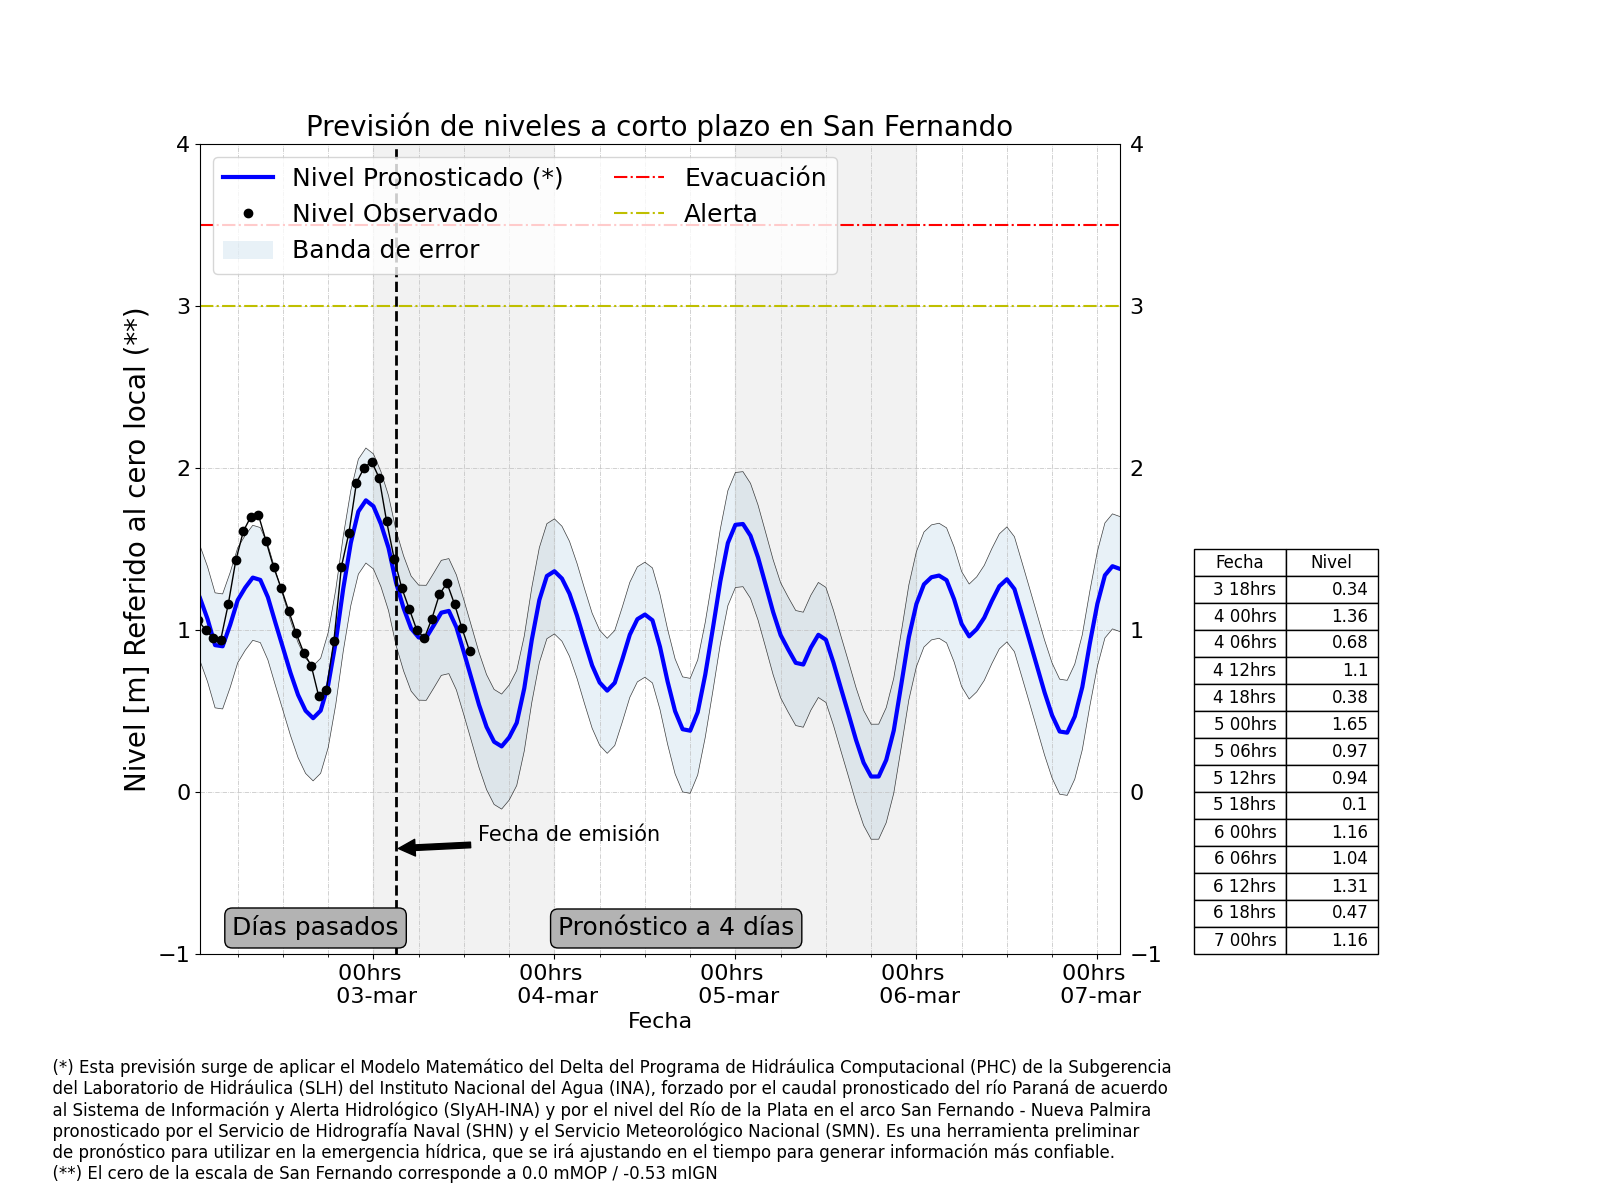 Previsión de niveles a corto plazo en San Fernando
Nivel Pronosticado (*)
Nivel Observado
Banda de error
Evacuación
Alerta
Nivel [m] Referido al cero local (**)
4
3
2
1
0
−1
4
3
2
1
0
−1
Fecha de emisión
Días pasados
Pronóstico a 4 días
00hrs
03-mar
00hrs
04-mar
00hrs
05-mar
00hrs
06-mar
00hrs
07-mar
Fecha
Fecha Nivel
3 18hrs 0.34
4 00hrs 1.36
4 06hrs 0.68
4 12hrs 1.1
4 18hrs 0.38
5 00hrs 1.65
5 06hrs 0.97
5 12hrs 0.94
5 18hrs 0.1
6 00hrs 1.16
6 06hrs 1.04
6 12hrs 1.31
6 18hrs 0.47
7 00hrs 1.16
(*) Esta previsión surge de aplicar el Modelo Matemático del Delta del Programa de Hidráulica Computacional (PHC) de la Subgerencia
del Laboratorio de Hidráulica (SLH) del Instituto Nacional del Agua (INA), forzado por el caudal pronosticado del río Paraná de acuerdo
al Sistema de Información y Alerta Hidrológico (SIyAH-INA) y por el nivel del Río de la Plata en el arco San Fernando - Nueva Palmira
pronosticado por el Servicio de Hidrografía Naval (SHN) y el Servicio Meteorológico Nacional (SMN). Es una herramienta preliminar
de pronóstico para utilizar en la emergencia hídrica, que se irá ajustando en el tiempo para generar información más confiable.
(**) El cero de la escala de San Fernando corresponde a 0.0 mMOP / -0.53 mIGN